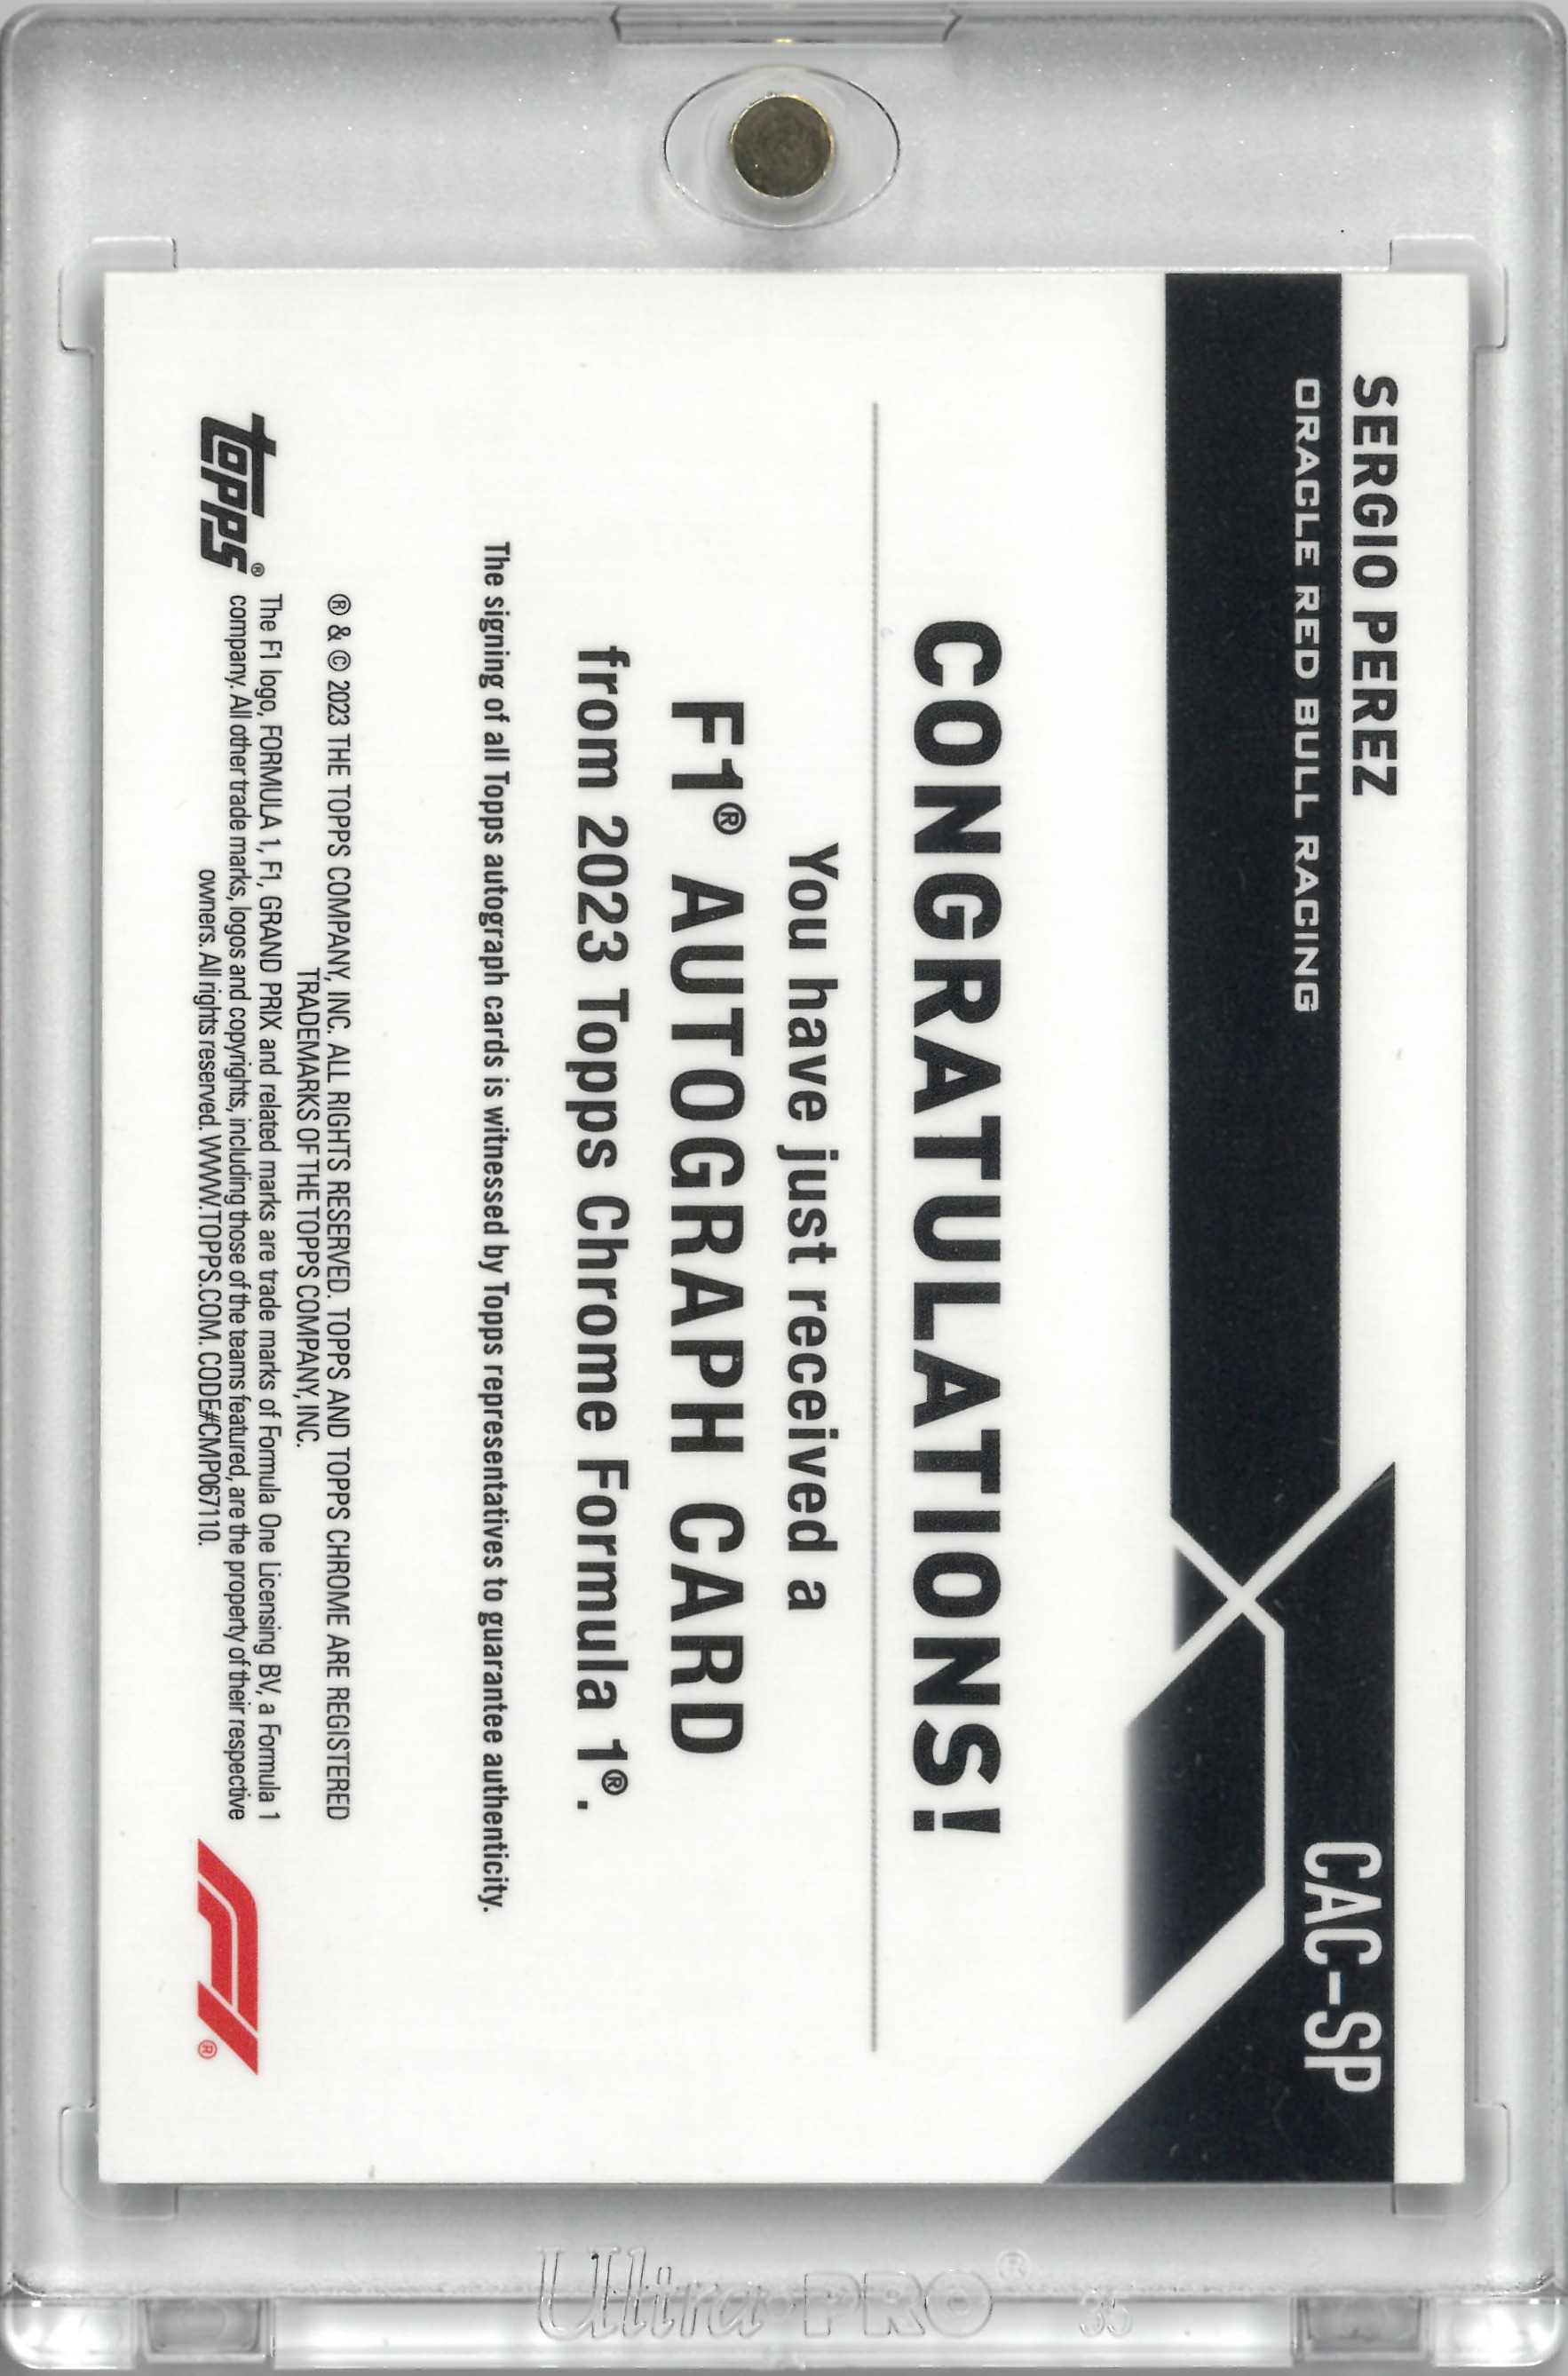 SERGIO PEREZ
ORACLE RED BULL RACING
CAC-SP
CONGRATULATIONS!
You have just received a
F1® AUTOGRAPH CARD
from 2023 Topps Chrome Formula 1®.
The signing of all Topps autograph cards is witnessed by Topps representatives to guarantee authenticity.
® & © 2023 THE TOPPS COMPANY, INC. ALL RIGHTS RESERVED. TOPPS AND TOPPS CHROME ARE REGISTERED
TRADEMARKS OF THE TOPPS COMPANY, INC.
The F1 logo, FORMULA 1, F1, GRAND PRIX and related marks are trade marks of Formula One Licensing BV, a Formula 1
company. All other trade marks, logos and copyrights, including those of the teams featured, are the property of their respective
owners. All rights reserved. WWW.TOPPS.COM. CODE#CMP067110.
topps®
F1®
Ultra·PRO® 35